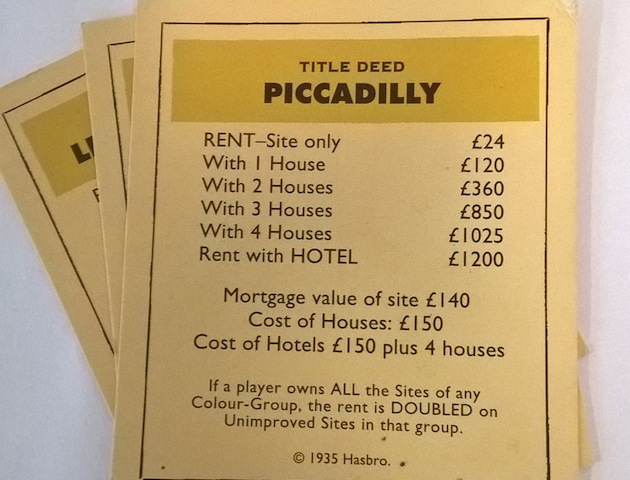 TITLE DEED
PICCADILLY
RENT–Site only £24
With 1 House £120
With 2 Houses £360
With 3 Houses £850
With 4 Houses £1025
Rent with HOTEL £1200
Mortgage value of site £140
Cost of Houses: £150
Cost of Hotels £150 plus 4 houses
If a player owns ALL the Sites of any
Colour-Group, the rent is DOUBLED on
Unimproved Sites in that group.
© 1935 Hasbro.